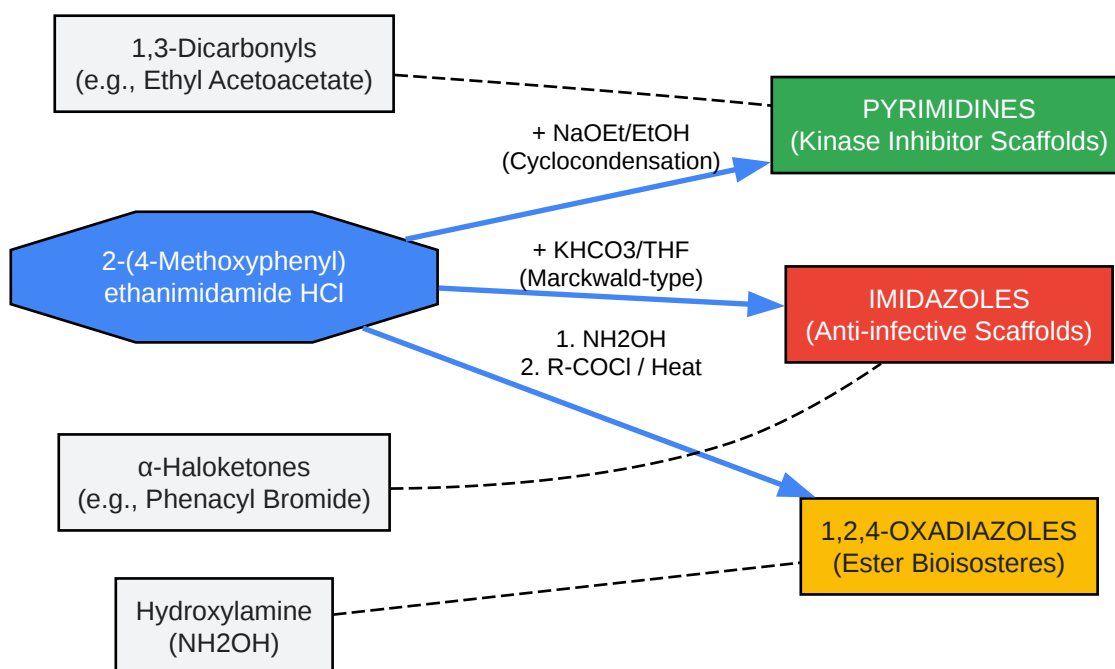 1,3-Dicarbonyls
(e.g., Ethyl Acetoacetate)
PYRIMIDINES
(Kinase Inhibitor Scaffolds)
+ NaOEt/EtOH
(Cyclocondensation)
2-(4-Methoxyphenyl)
ethanimidamide HCl
+ KHCO3/THF
(Marckwald-type)
IMIDAZOLES
(Anti-infective Scaffolds)
1. NH2OH
2. R-COCl / Heat
α-Haloketones
(e.g., Phenacyl Bromide)
1,2,4-OXADIAZOLES
(Ester Bioisosteres)
Hydroxylamine
(NH2OH)